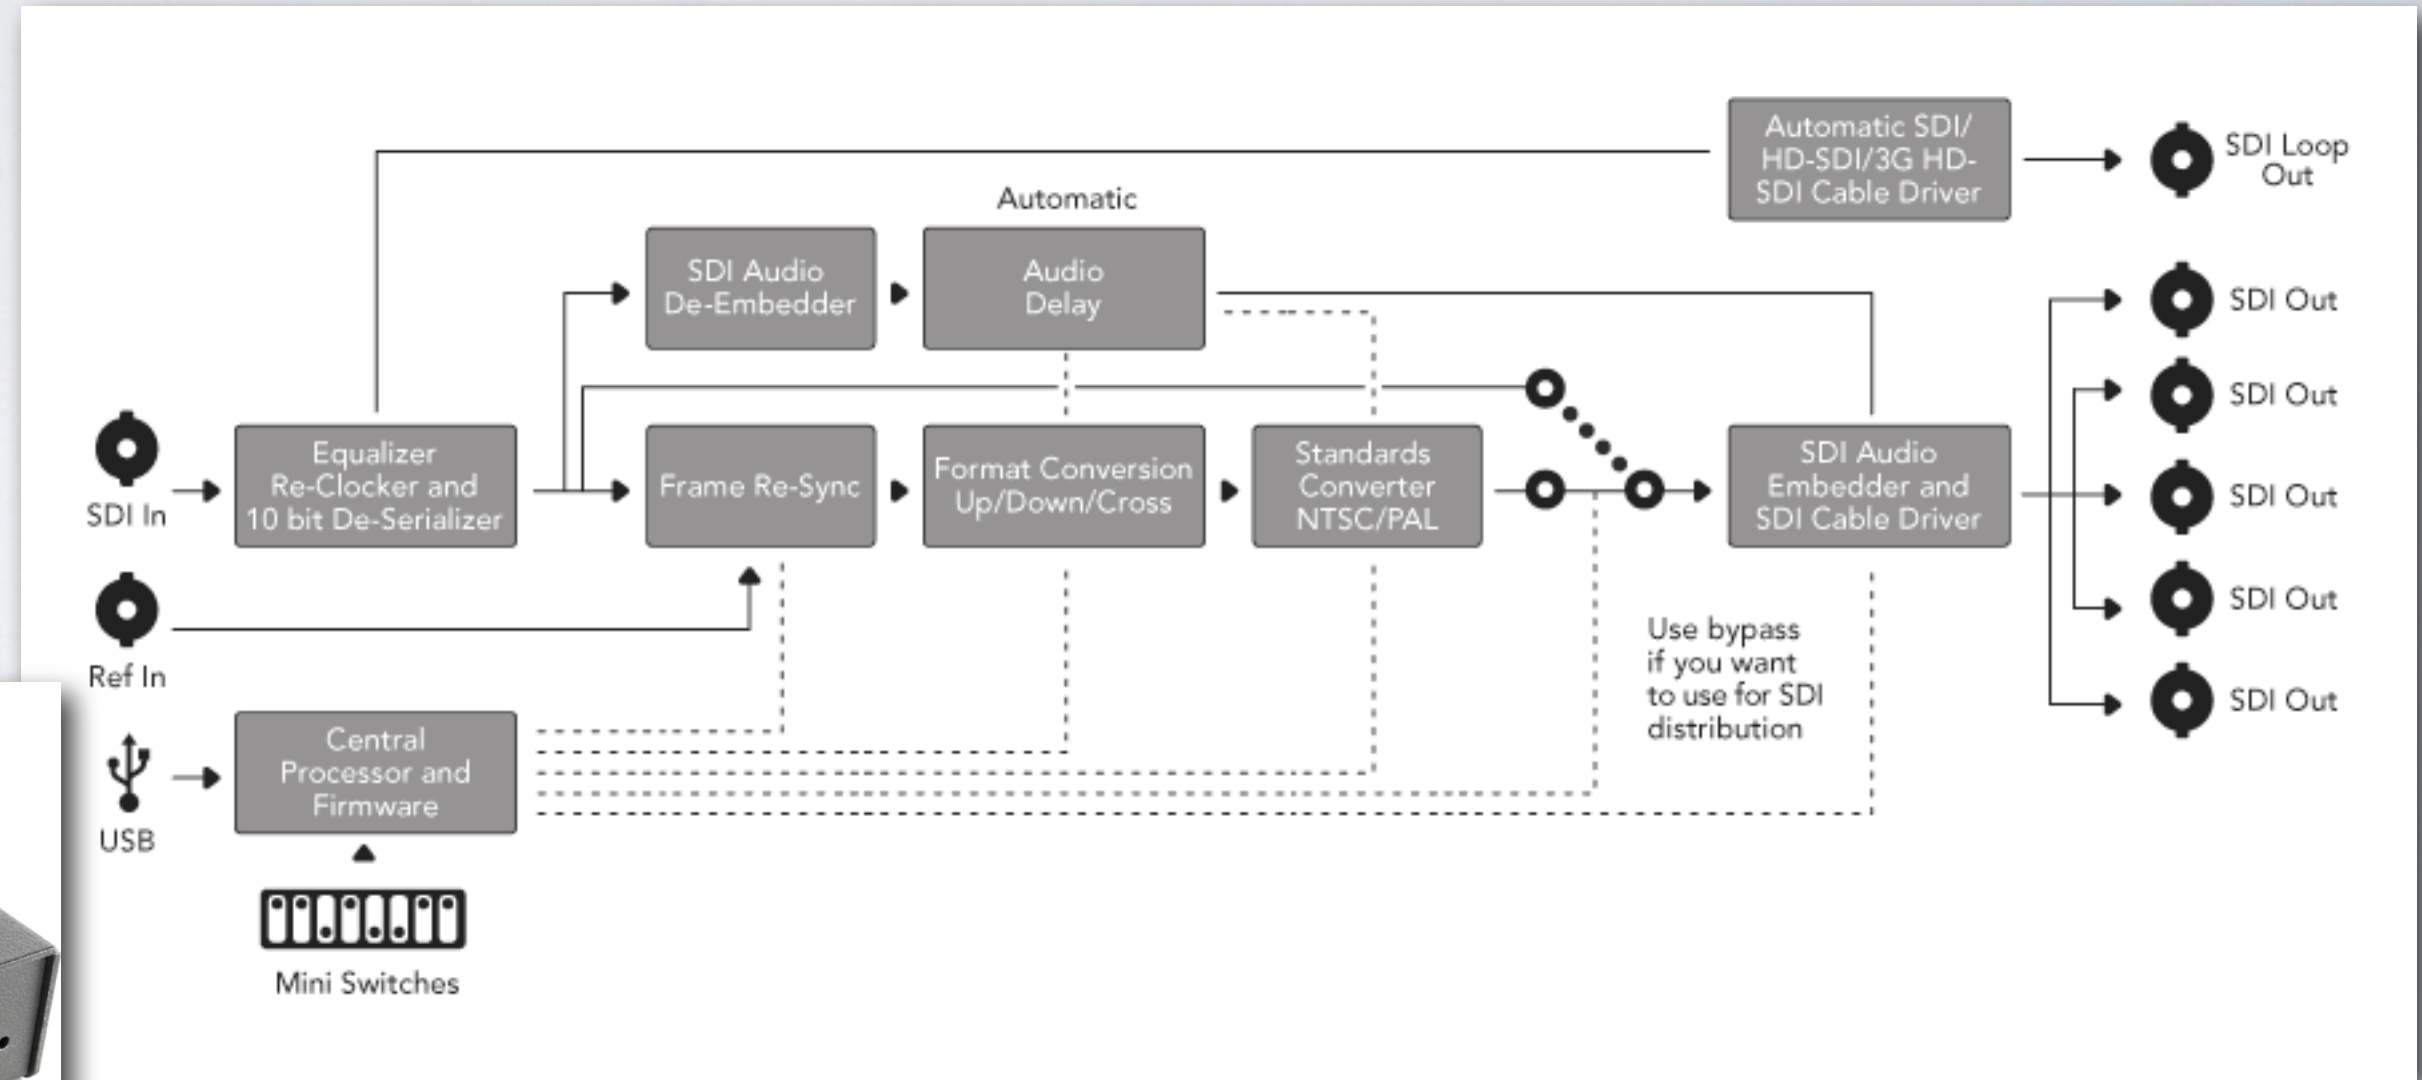 Automatic SDI/
HD-SDI/3G HD-
SDI Cable Driver
SDI Loop
Out
Automatic
SDI Audio
De-Embedder
Audio
Delay
SDI Out
SDI Out
SDI In
Equalizer
Re-Clocker and
10 bit De-Serializer
Frame Re-Sync
Format Conversion
Up/Down/Cross
Standards
Converter
NTSC/PAL
SDI Audio
Embedder and
SDI Cable Driver
SDI Out
SDI Out
SDI Out
Ref In
Use bypass
if you want
to use for SDI
distribution
USB
Central
Processor and
Firmware
Mini Switches